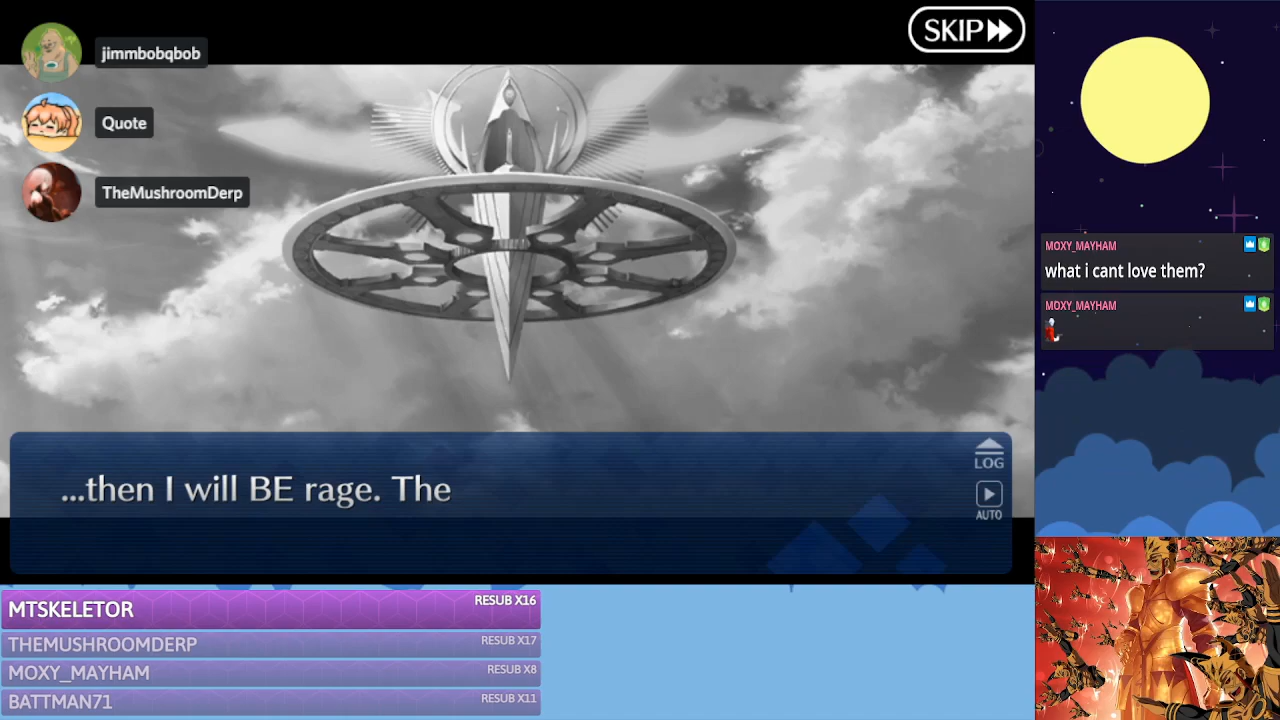 jimmbobqbob
SKIP
Quote
TheMushroomDerp
MOXY_MAYHAM
what i cant love them?
MOXY_MAYHAM
...then I will BE rage. The
LOG
AUTO
MTSKELETOR RESUB X16
THEMUSHROOMDERP RESUB X17
MOXY_MAYHAM RESUB X8
BATTMAN71 RESUB X11